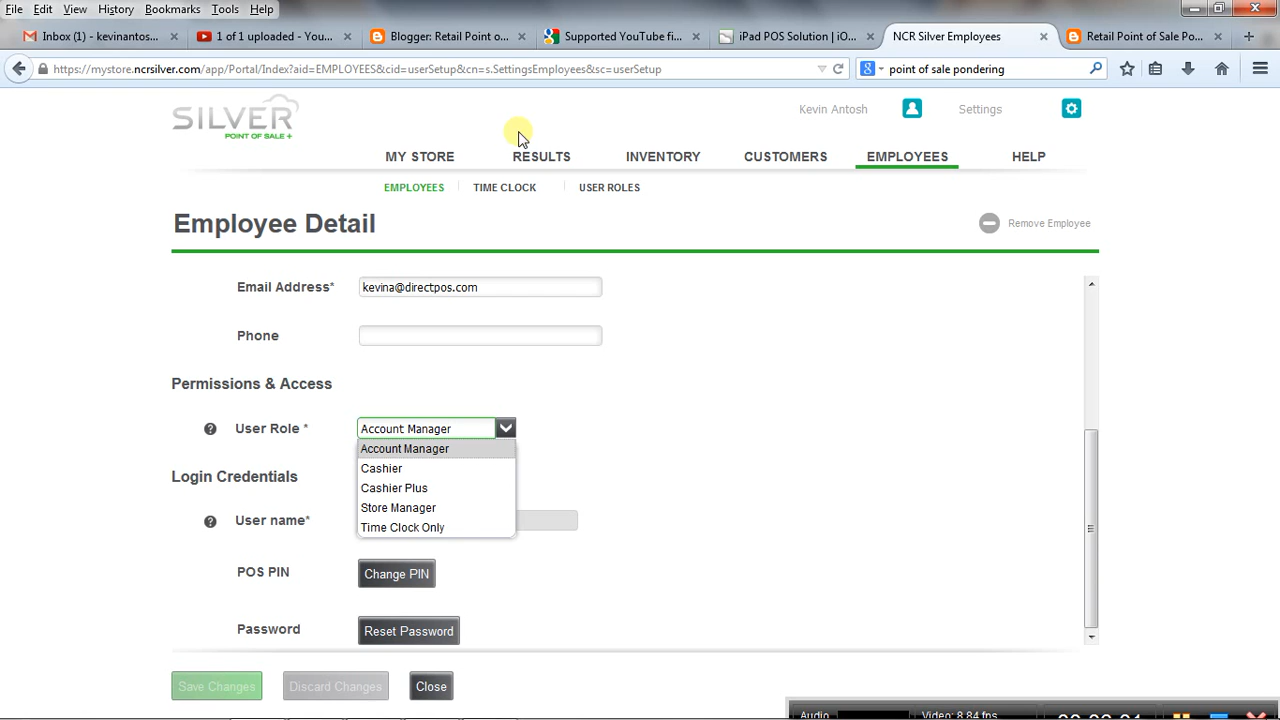 File Edit View History Bookmarks Tools Help
Inbox (1) - kevinantos... × 1 of 1 uploaded - You... × Blogger: Retail Point o... × Supported YouTube fi... × iPad POS Solution | iO... × NCR Silver Employees × Retail Point of Sale Po... × +
https://mystore.ncrsilver.com/app/Portal/Index?aid=EMPLOYEES&cid=userSetup&cn=s.SettingsEmployees&sc=userSetup
point of sale pondering
SILVER
POINT OF SALE +
Kevin Antosh Settings
MY STORE RESULTS INVENTORY CUSTOMERS EMPLOYEES HELP
EMPLOYEES TIME CLOCK USER ROLES
Employee Detail
Remove Employee
Email Address* kevina@directpos.com
Phone
Permissions & Access
User Role * Account Manager
Account Manager
Cashier
Cashier Plus
Store Manager
Time Clock Only
Login Credentials
User name*
POS PIN Change PIN
Password Reset Password
Save Changes Discard Changes Close
Audio Video: 8.84 fps